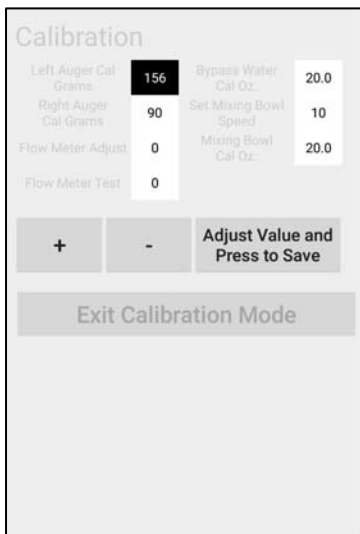 Calibration
Left Auger Cal
Grams
156
Bypass Water
Cal Oz.
20.0
Right Auger
Cal Grams
90
Set Mixing Bowl
Speed
10
Flow Meter Adjust
0
Mixing Bowl
Cal Oz.
20.0
Flow Meter Test
0
+
-
Adjust Value and
Press to Save
Exit Calibration Mode